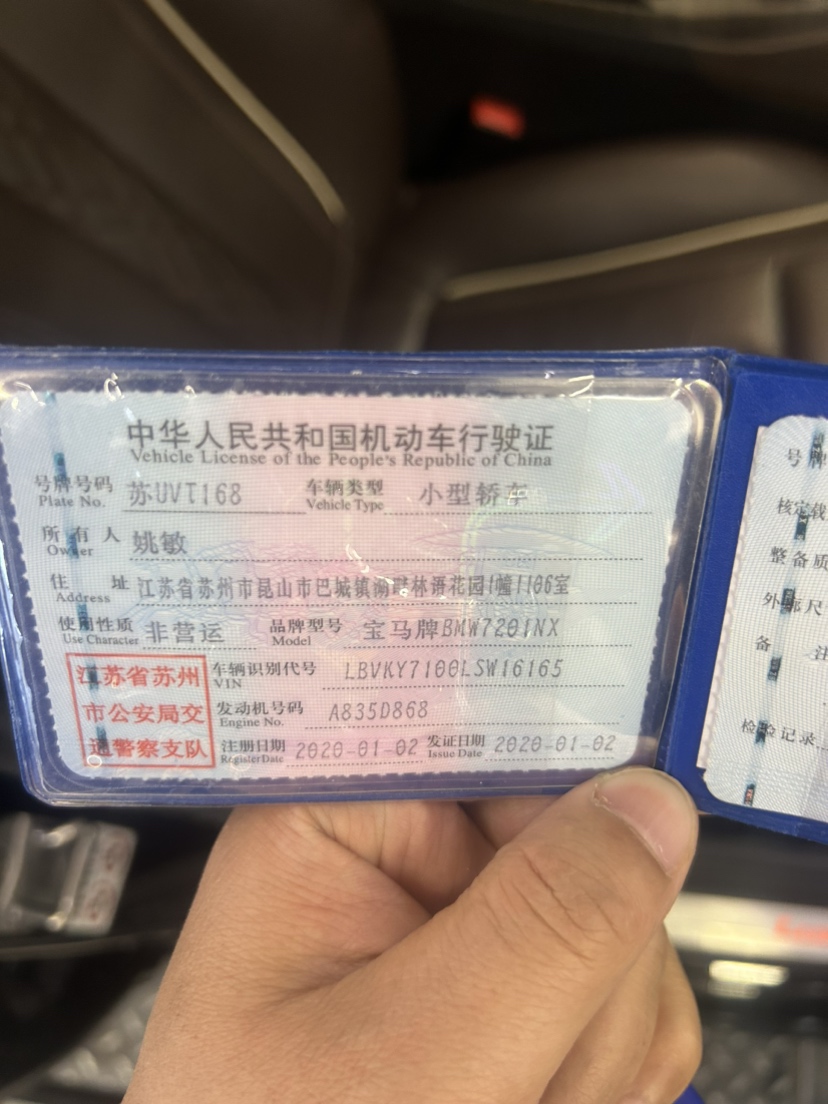 中华人民共和国机动车行驶证
Vehicle License of the People's Republic of China
号牌号码 Plate No. 苏UVT168 车辆类型 Vehicle Type 小型轿车
所有人 Owner 姚敏
住址 Address 江苏省苏州市昆山市巴城镇湖畔林语花园1幢1106室
使用性质 Use Character 非营运 品牌型号 Model 宝马牌BMW7201NX
江苏省苏州
市公安局交
通警察支队
车辆识别代号 VIN LBVKY7100LSW16165
发动机号码 Engine No. A835D868
注册日期 Register Date 2020-01-02 发证日期 Issue Date 2020-01-02
号牌
核定载
整备质
外廓尺
备 注
检验记录